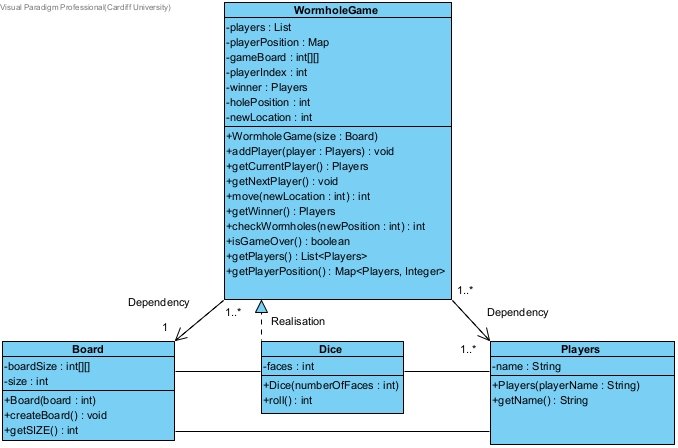 Visual Paradigm Professional(Cardiff University)
WormholeGame
-players : List
-playerPosition : Map
-gameBoard : int[][]
-playerIndex : int
-winner : Players
-holePosition : int
-newLocation : int
+WormholeGame(size : Board)
+addPlayer(player : Players) : void
+getCurrentPlayer() : Players
+getNextPlayer() : void
+move(newLocation : int) : int
+getWinner() : Players
+checkWormholes(newPosition : int) : int
+isGameOver() : boolean
+getPlayers() : List<Players>
+getPlayerPosition() : Map<Players, Integer>
1..*
Dependency
1..*
Dependency
Realisation
1
1..*
Board
-boardSize : int[][]
-size : int
+Board(board : int)
+createBoard() : void
+getSIZE() : int
Dice
-faces : int
+Dice(numberOfFaces : int)
+roll() : int
Players
-name : String
+Players(playerName : String)
+getName() : String